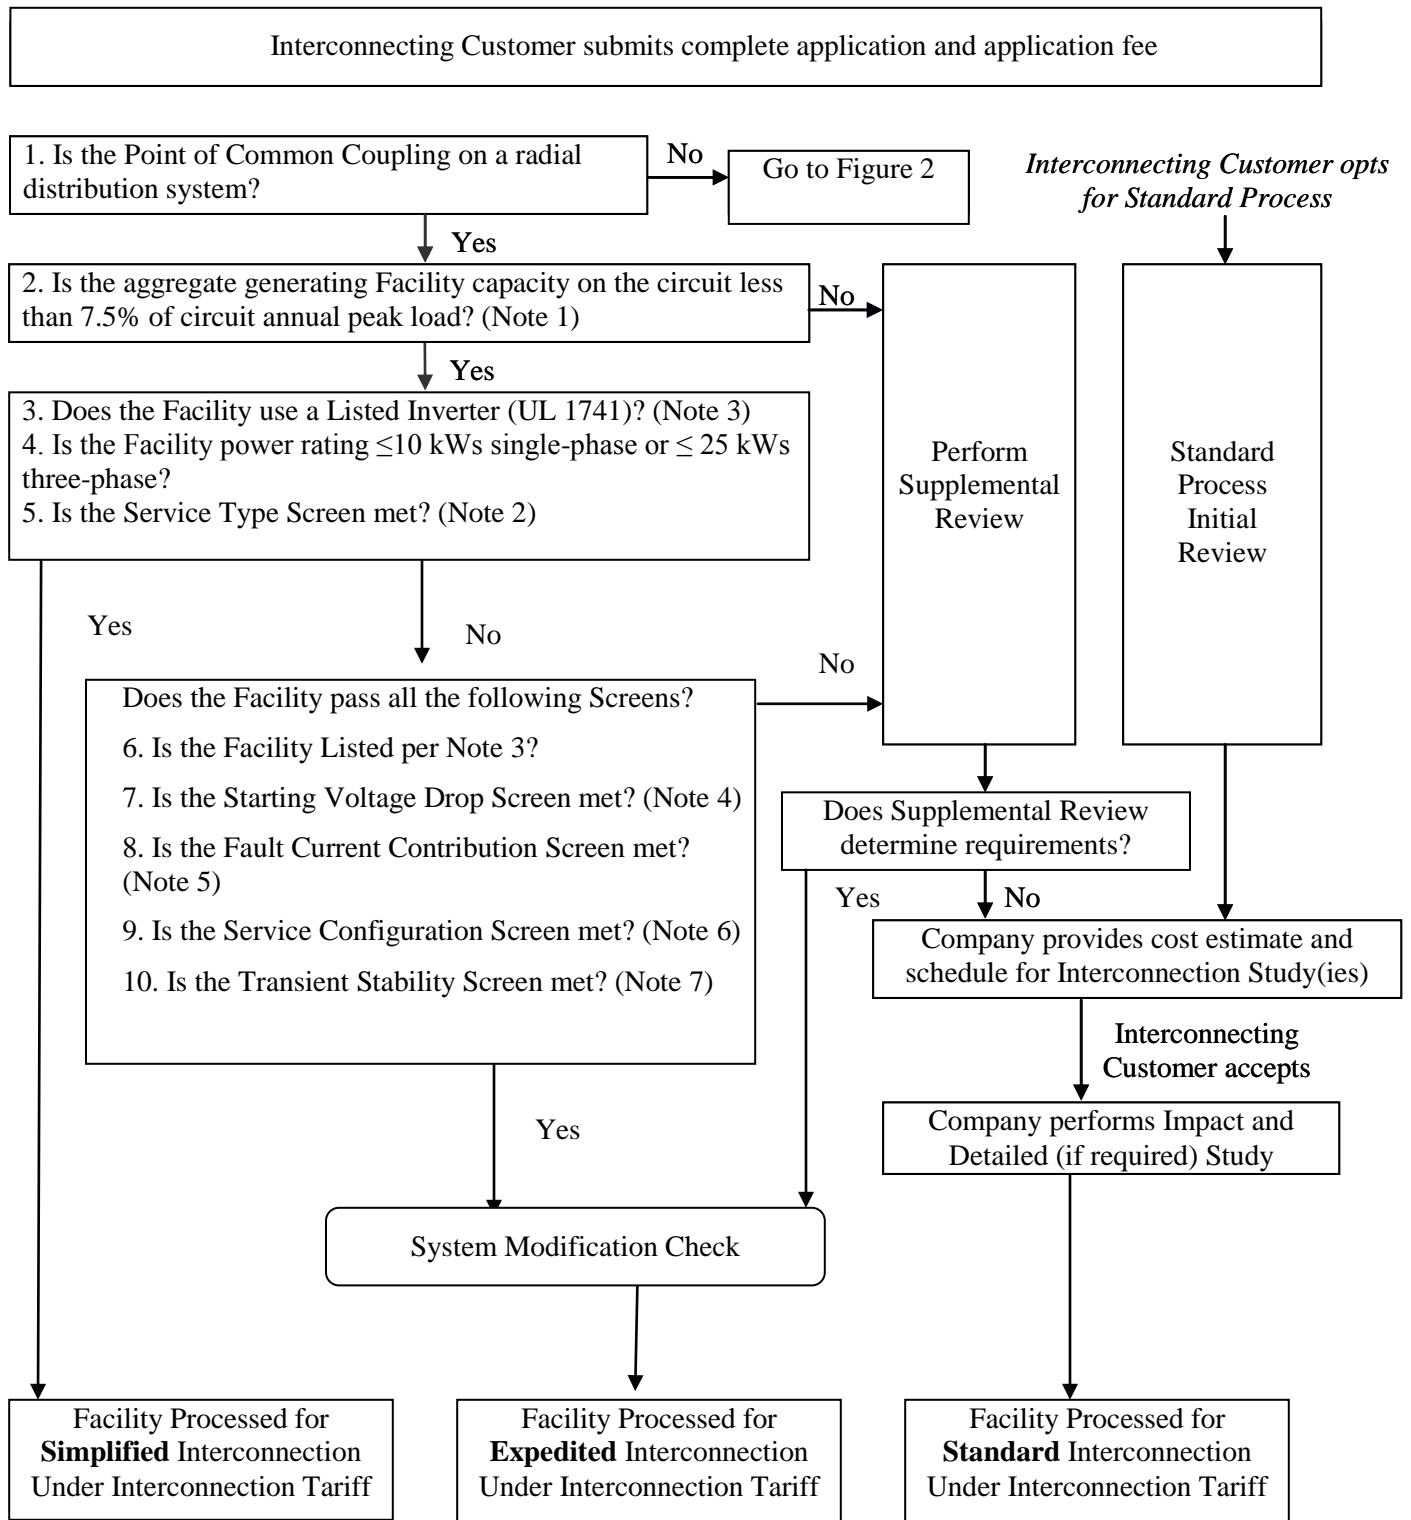 Interconnecting Customer submits complete application and application fee
1. Is the Point of Common Coupling on a radial
distribution system?
No
Go to Figure 2
Interconnecting Customer opts
for Standard Process
Yes
2. Is the aggregate generating Facility capacity on the circuit less
than 7.5% of circuit annual peak load? (Note 1)
No
Yes
3. Does the Facility use a Listed Inverter (UL 1741)? (Note 3)
4. Is the Facility power rating ≤10 kWs single-phase or ≤ 25 kWs
three-phase?
5. Is the Service Type Screen met? (Note 2)
Perform
Supplemental
Review
Standard
Process
Initial
Review
Yes
No
No
Does the Facility pass all the following Screens?
6. Is the Facility Listed per Note 3?
7. Is the Starting Voltage Drop Screen met? (Note 4)
8. Is the Fault Current Contribution Screen met?
(Note 5)
9. Is the Service Configuration Screen met? (Note 6)
10. Is the Transient Stability Screen met? (Note 7)
Does Supplemental Review
determine requirements?
Yes
No
Company provides cost estimate and
schedule for Interconnection Study(ies)
Interconnecting
Customer accepts
Company performs Impact and
Detailed (if required) Study
Yes
System Modification Check
Facility Processed for
Simplified Interconnection
Under Interconnection Tariff
Facility Processed for
Expedited Interconnection
Under Interconnection Tariff
Facility Processed for
Standard Interconnection
Under Interconnection Tariff